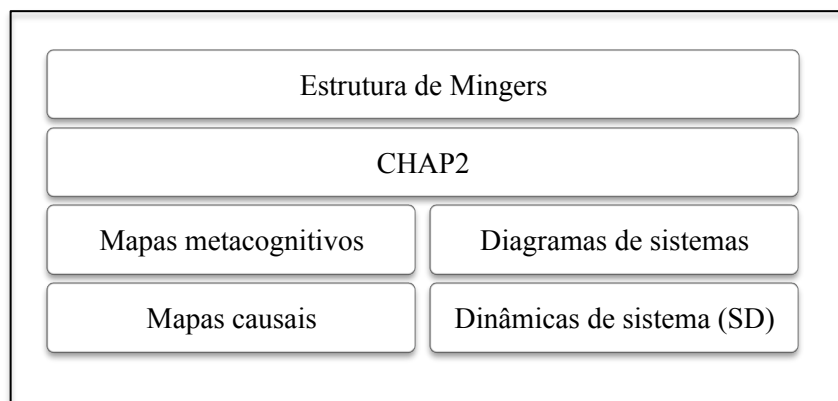 Estrutura de Mingers
CHAP2
Mapas metacognitivos
Diagramas de sistemas
Mapas causais
Dinâmicas de sistema (SD)